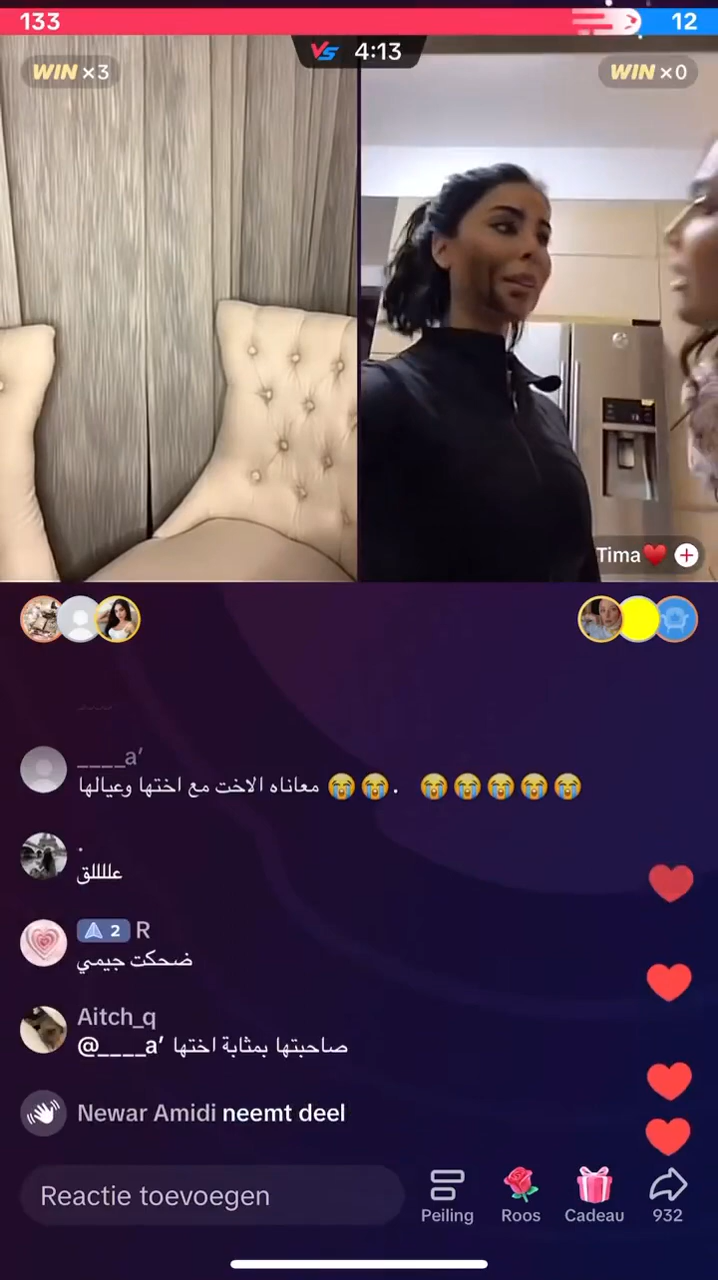 133
12
VS 4:13
WIN ×3
WIN ×0
Tima❤️
____a’
معاناه الاخت مع اختها وعيالها 😭😭. 😭😭😭😭😭
.
عللللق
2 R
ضحكت جيمي
Aitch_q
@____a’ صاحبتها بمثابة اختها
Newar Amidi neemt deel
Reactie toevoegen
Peiling
Roos
Cadeau
932